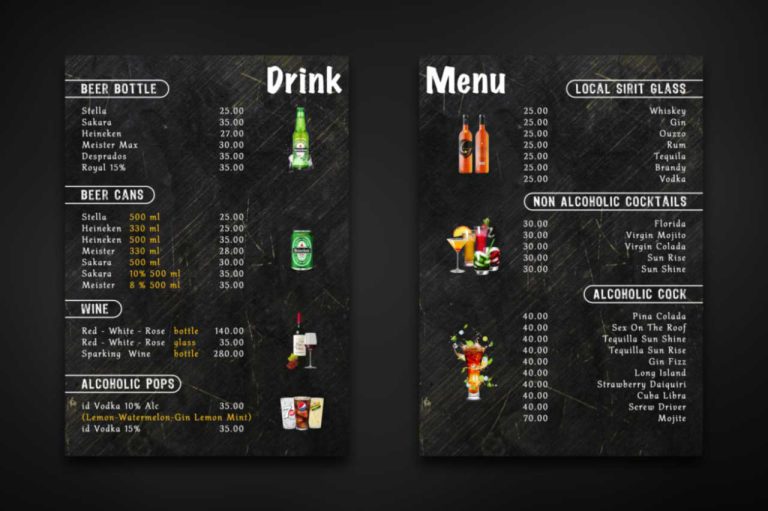 Drink
BEER BOTTLE
Stella 25.00
Sakara 35.00
Heineken 27.00
Meister Max 30.00
Desprados 35.00
Royal 15% 35.00
BEER CANS
Stella 500 ml 25.00
Heineken 330 ml 25.00
Heineken 500 ml 35.00
Meister 330 ml 28.00
Sakara 500 ml 35.00
Sakara 10% 500 ml 35.00
Meister 8 % 500 ml 35.00
WINE
Red - White - Rose bottle 140.00
Red - White - Rose glass 35.00
Sparking Wine bottle 280.00
ALCOHOLIC POPS
id Vodka 10% Alc 35.00
(Lemon-Watermelon-Gin Lemon Mint)
id Vodka 15% 35.00
Menu
LOCAL SIRIT GLASS
25.00 Whiskey
25.00 Gin
25.00 Ouzzo
25.00 Rum
25.00 Tequila
25.00 Brandy
25.00 Vodka
NON ALCOHOLIC COCKTAILS
30.00 Florida
30.00 Virgin Mojito
30.00 Virgin Colada
30.00 Sun Rise
30.00 Sun Shine
ALCOHOLIC COCK
40.00 Pina Colada
40.00 Sex On The Roof
40.00 Tequilla Sun Shine
40.00 Tequilla Sun Rise
40.00 Gin Fizz
40.00 Long Island
40.00 Strawberry Daiquiri
40.00 Cuba Libra
40.00 Screw Driver
70.00 Mojite